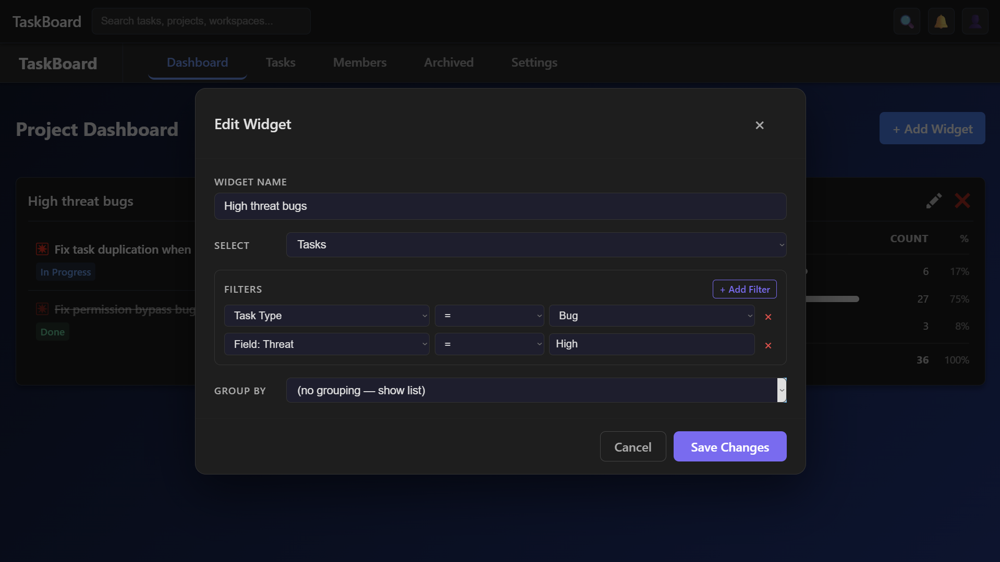 TaskBoard
Search tasks, projects, workspaces...
TaskBoard
Dashboard
Tasks
Members
Archived
Settings
Project Dashboard
+ Add Widget
High threat bugs
Fix task duplication when
In Progress
Fix permission bypass bug
Done
COUNT %
6 17%
27 75%
3 8%
36 100%
Edit Widget
×
WIDGET NAME
High threat bugs
SELECT
Tasks
FILTERS
+ Add Filter
Task Type = Bug ×
Field: Threat = High ×
GROUP BY
(no grouping — show list)
Cancel
Save Changes